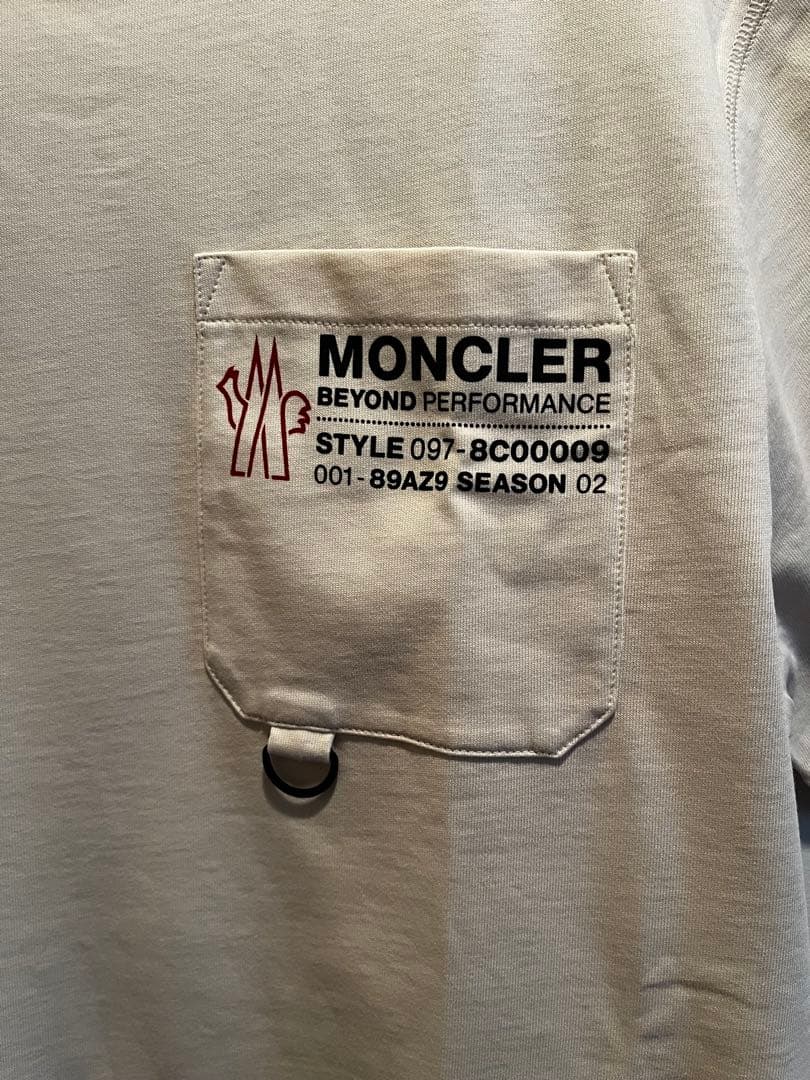 MONCLER
BEYOND PERFORMANCE
STYLE 097-8C00009
001-89AZ9 SEASON 02